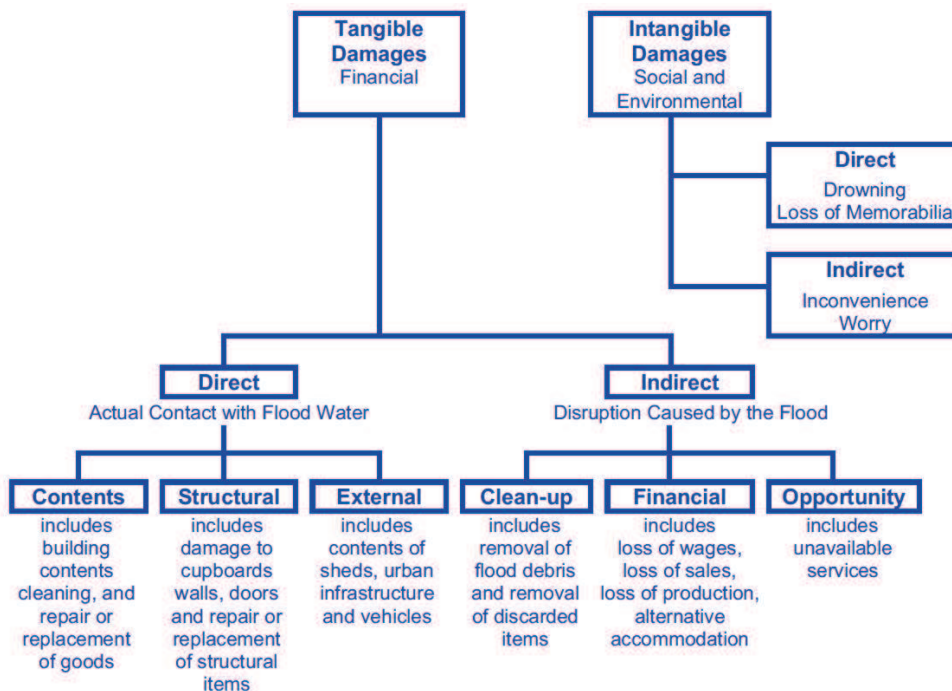 Tangible
Damages
Financial
Intangible
Damages
Social and
Environmental
Direct
Drowning
Loss of Memorabilia
Indirect
Inconvenience
Worry
Direct
Actual Contact with Flood Water
Indirect
Disruption Caused by the Flood
Contents
includes
building
contents
cleaning, and
repair or
replacement
of goods
Structural
includes
damage to
cupboards
walls, doors
and repair or
replacement
of structural
items
External
includes
contents of
sheds, urban
infrastructure
and vehicles
Clean-up
includes
removal of
flood debris
and removal
of discarded
items
Financial
includes
loss of wages,
loss of sales,
loss of production,
alternative
accommodation
Opportunity
includes
unavailable
services